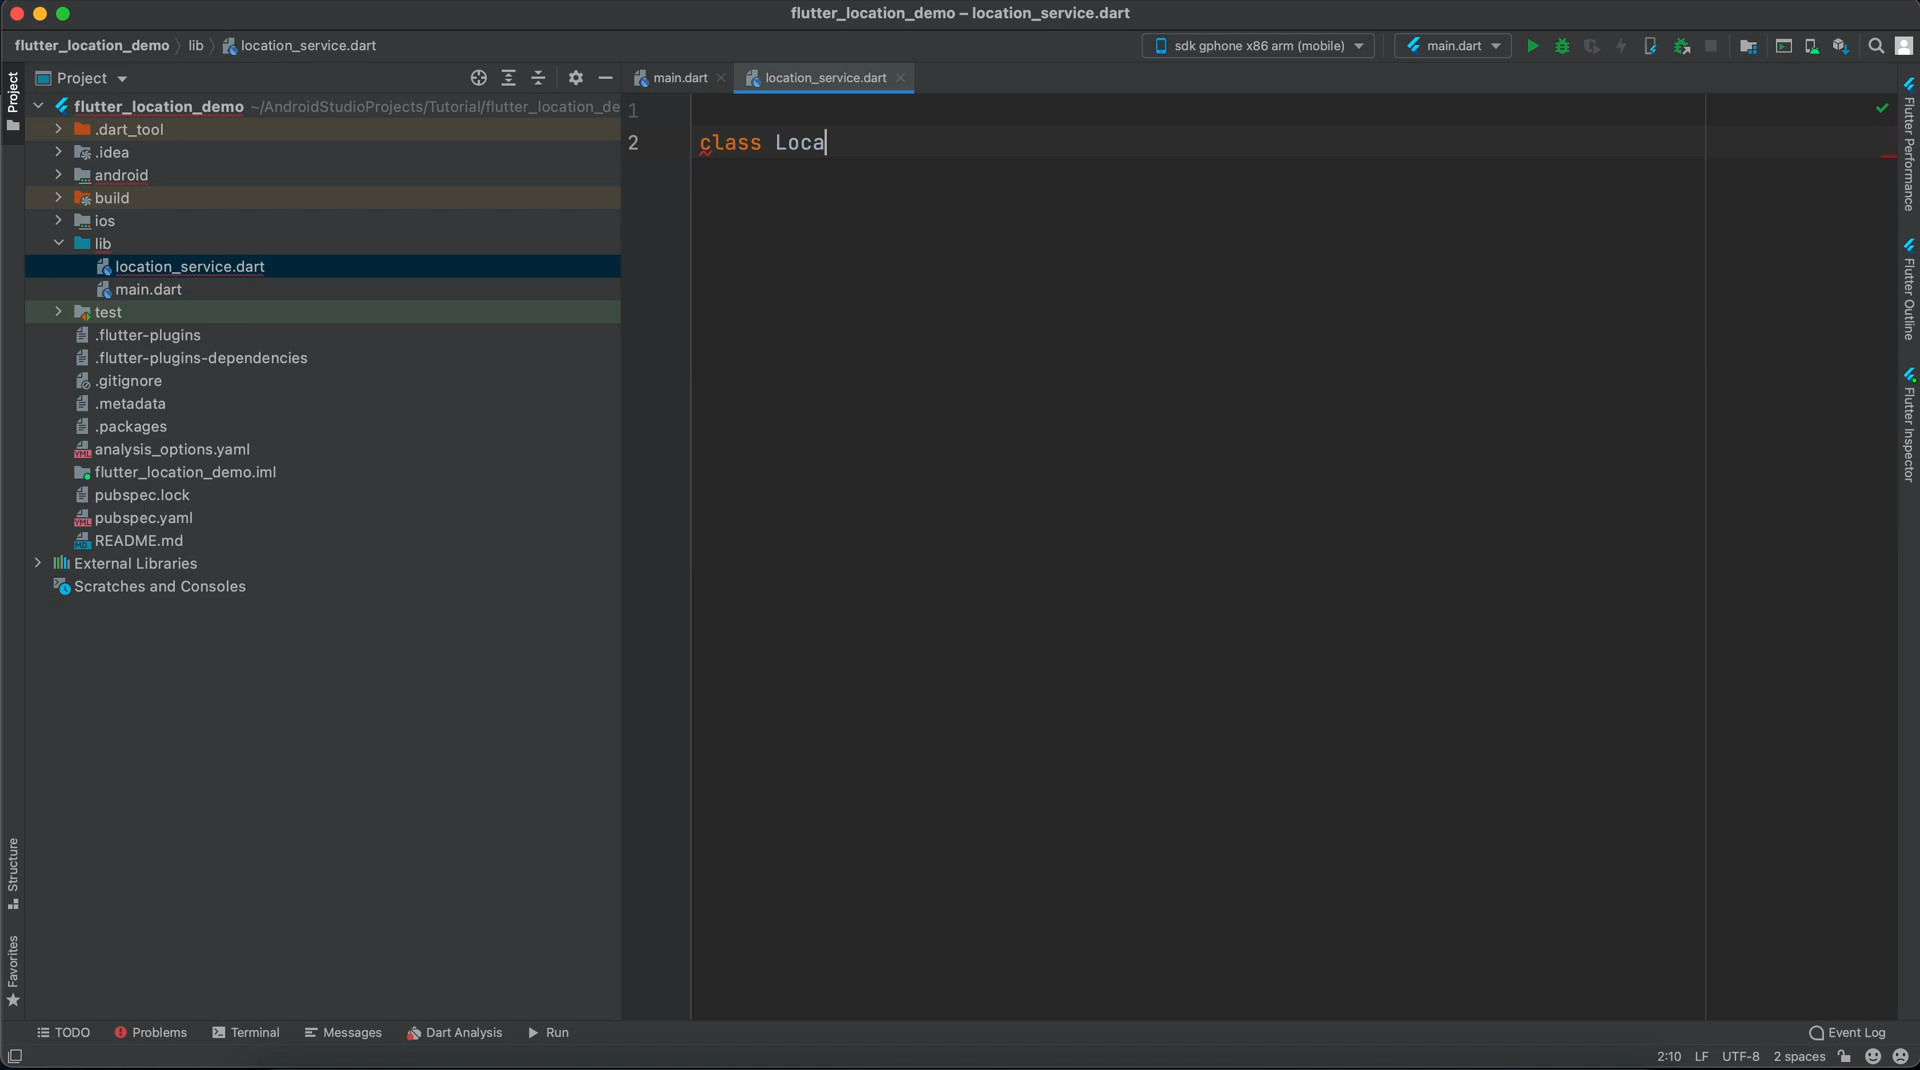 flutter_location_demo – location_service.dart
flutter_location_demo lib location_service.dart
sdk gphone x86 arm (mobile) main.dart
Project
Project
main.dart
location_service.dart
flutter_location_demo ~/AndroidStudioProjects/Tutorial/flutter_location_de
.dart_tool
.idea
android
build
ios
lib
location_service.dart
main.dart
test
.flutter-plugins
.flutter-plugins-dependencies
.gitignore
.metadata
.packages
analysis_options.yaml
flutter_location_demo.iml
pubspec.lock
pubspec.yaml
README.md
External Libraries
Scratches and Consoles
1
2 class Loca
Flutter Performance
Flutter Outline
Flutter Inspector
Structure
Favorites
TODO Problems Terminal Messages Dart Analysis Run Event Log
2:10 LF UTF-8 2 spaces